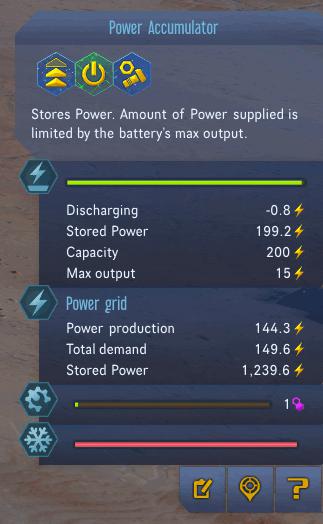 Power Accumulator
Stores Power. Amount of Power supplied is
limited by the battery's max output.
Discharging -0.8
Stored Power 199.2
Capacity 200
Max output 15
Power grid
Power production 144.3
Total demand 149.6
Stored Power 1,239.6
1
?